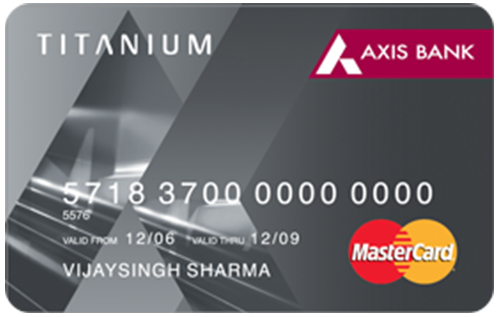 TITANIUM
AXIS BANK
5718 3700 0000 0000
5576
VALID FROM 12/06 VALID THRU 12/09
VIJAYSINGH SHARMA
MasterCard